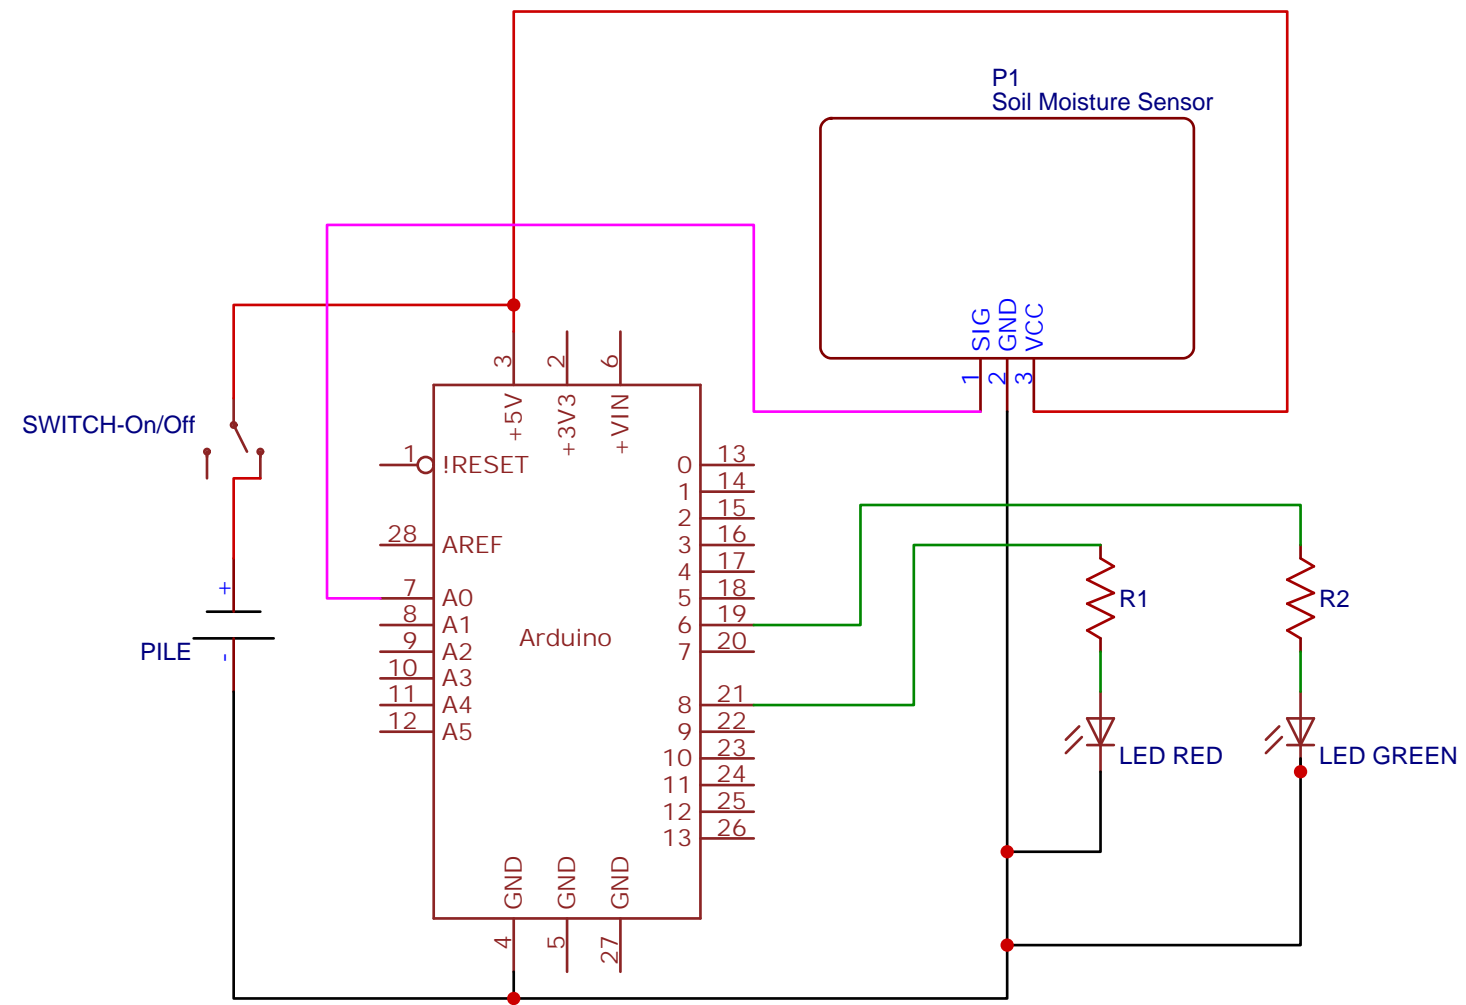 P1
Soil Moisture Sensor
SIG
GND
VCC
1
2
3
3
2
6
+5V
+3V3
+VIN
SWITCH-On/Off
1 !RESET
28 AREF
7 A0
8 A1
9 A2
10 A3
11 A4
12 A5
Arduino
0 13
1 14
2 15
3 16
4 17
5 18
6 19
7 20
8 21
9 22
10 23
11 24
12 25
13 26
R1
R2
+
PILE
-
LED RED
LED GREEN
GND
GND
GND
4
5
27